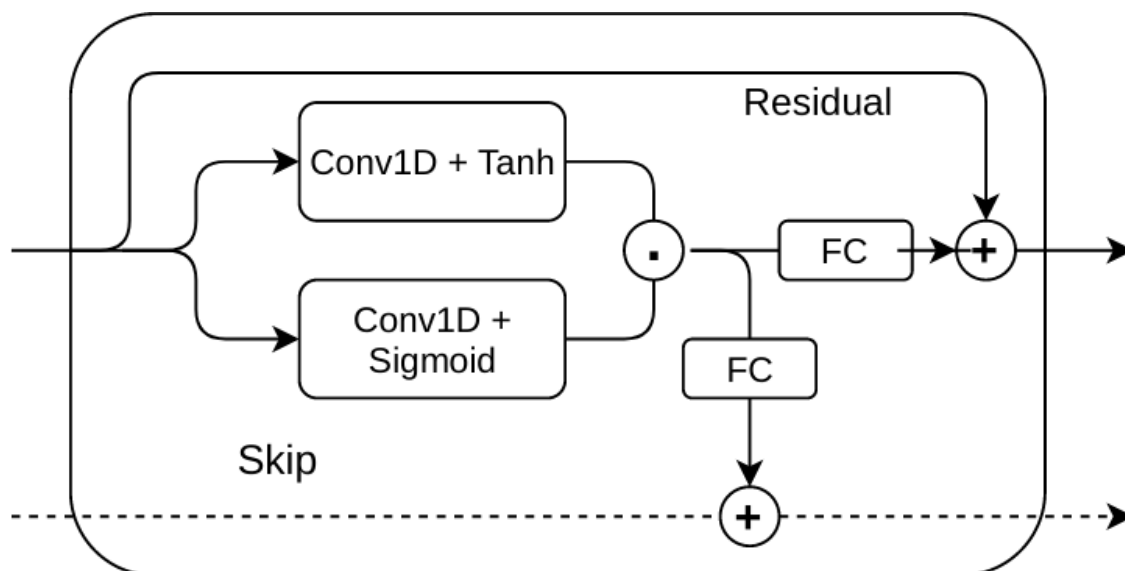 Residual
Conv1D + Tanh
.
FC
+
Conv1D +
Sigmoid
FC
Skip
+